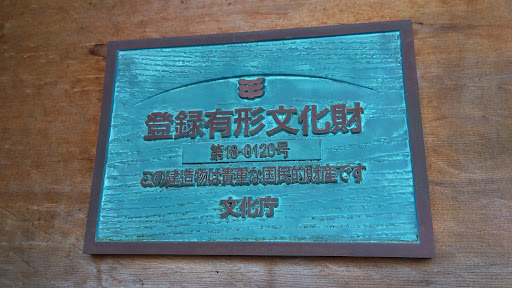 登録有形文化財
第18-0120号
この建造物は貴重な国民的財産です
文化庁